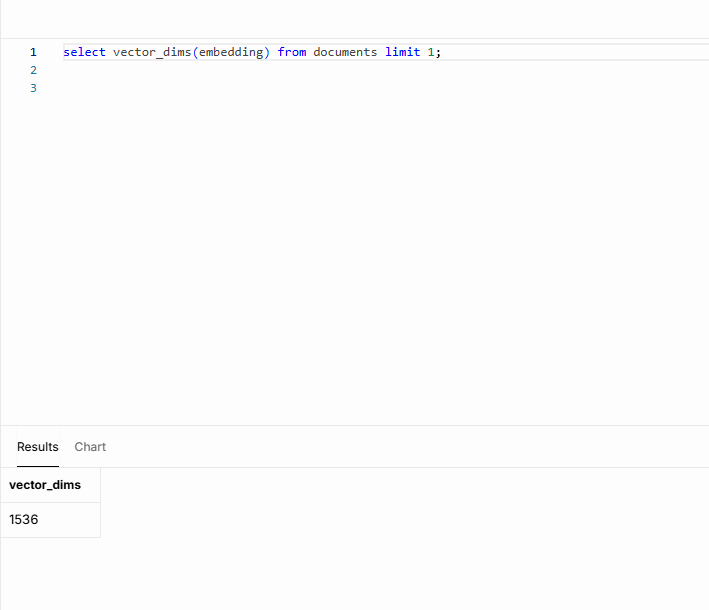 1 select vector_dims(embedding) from documents limit 1;
2
3
Results Chart
vector_dims
1536